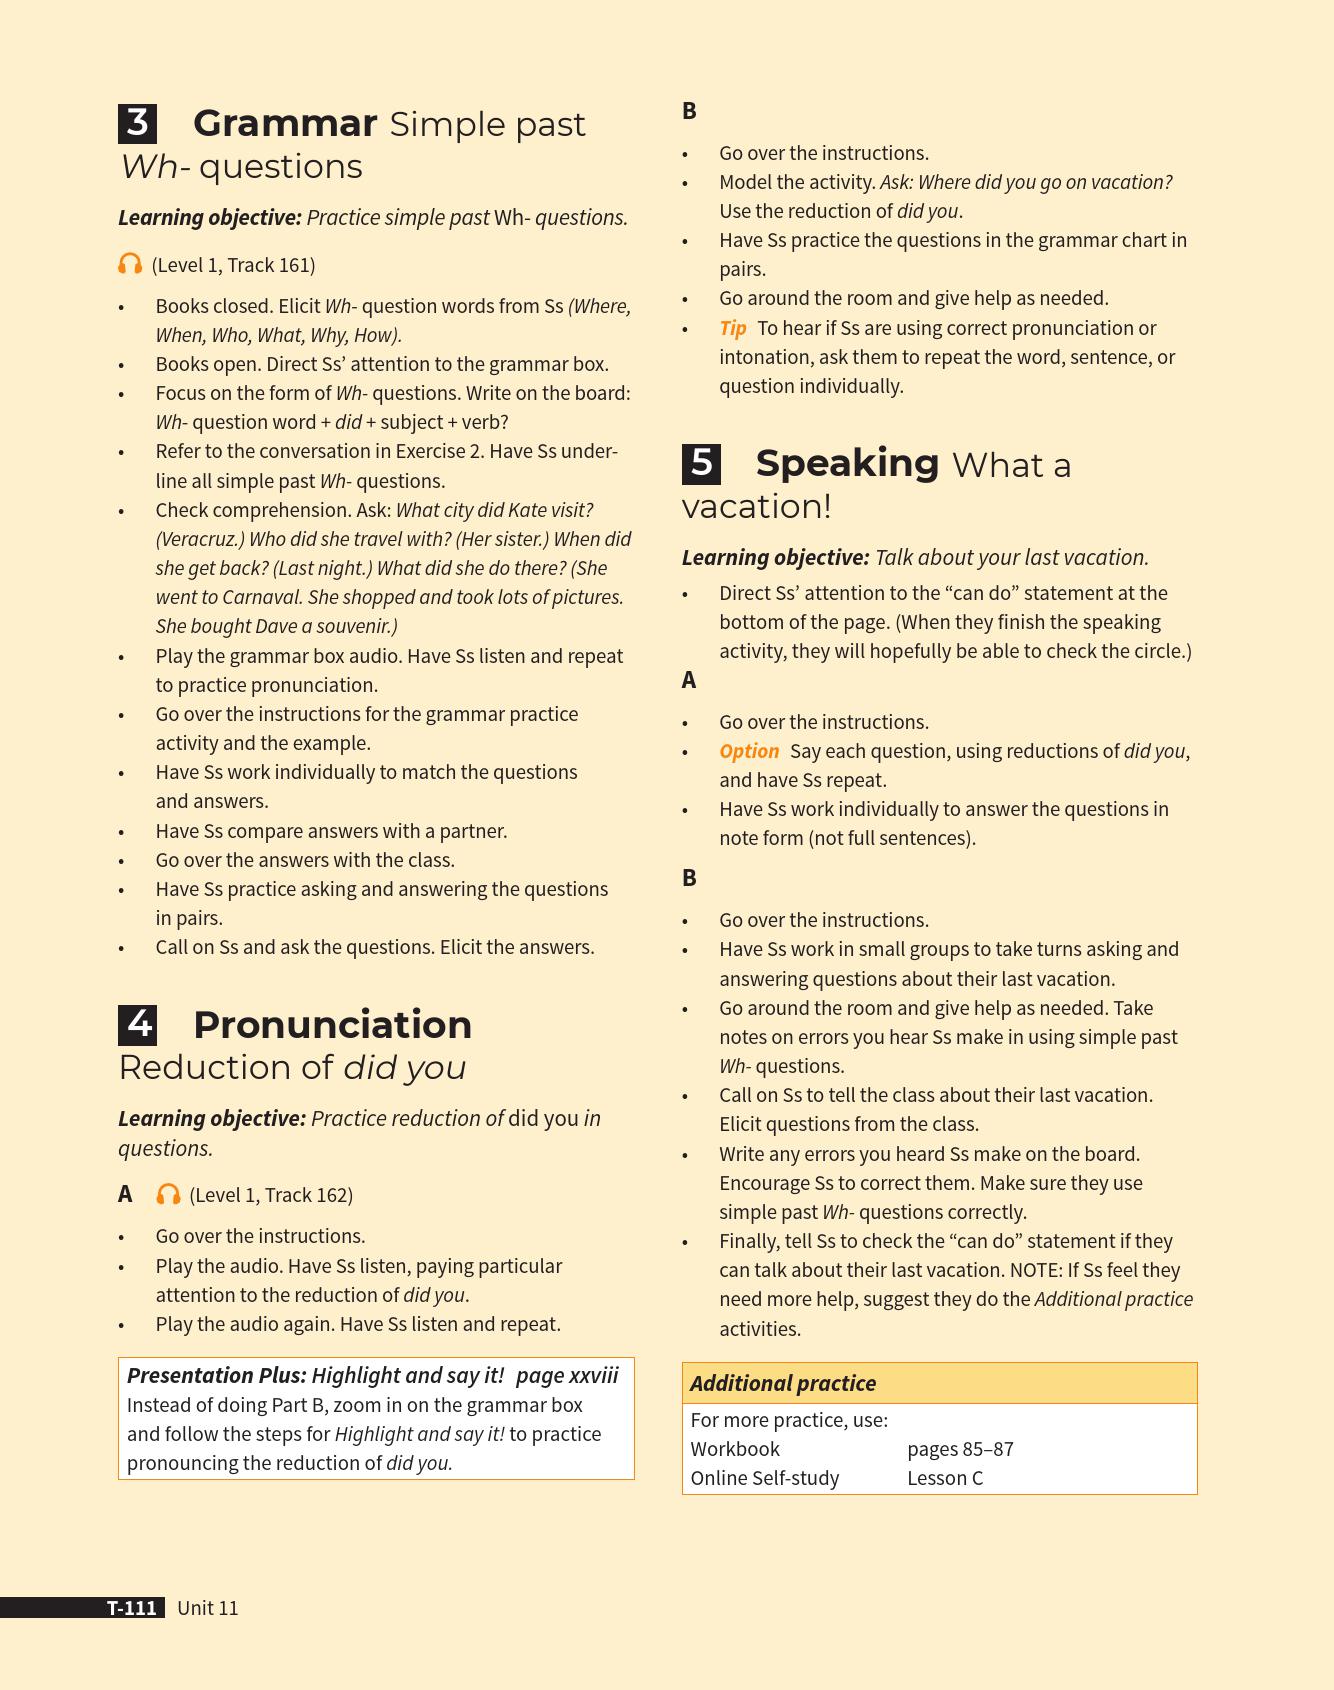 3 Grammar Simple past
Wh- questions
Learning objective: Practice simple past Wh- questions.
(Level 1, Track 161)
• Books closed. Elicit Wh- question words from Ss (Where,
When, Who, What, Why, How).
• Books open. Direct Ss’ attention to the grammar box.
• Focus on the form of Wh- questions. Write on the board:
Wh- question word + did + subject + verb?
• Refer to the conversation in Exercise 2. Have Ss under-
line all simple past Wh- questions.
• Check comprehension. Ask: What city did Kate visit?
(Veracruz.) Who did she travel with? (Her sister.) When did
she get back? (Last night.) What did she do there? (She
went to Carnaval. She shopped and took lots of pictures.
She bought Dave a souvenir.)
• Play the grammar box audio. Have Ss listen and repeat
to practice pronunciation.
• Go over the instructions for the grammar practice
activity and the example.
• Have Ss work individually to match the questions
and answers.
• Have Ss compare answers with a partner.
• Go over the answers with the class.
• Have Ss practice asking and answering the questions
in pairs.
• Call on Ss and ask the questions. Elicit the answers.
4 Pronunciation
Reduction of did you
Learning objective: Practice reduction of did you in
questions.
A (Level 1, Track 162)
• Go over the instructions.
• Play the audio. Have Ss listen, paying particular
attention to the reduction of did you.
• Play the audio again. Have Ss listen and repeat.
Presentation Plus: Highlight and say it! page xxviii
Instead of doing Part B, zoom in on the grammar box
and follow the steps for Highlight and say it! to practice
pronouncing the reduction of did you.
B
• Go over the instructions.
• Model the activity. Ask: Where did you go on vacation?
Use the reduction of did you.
• Have Ss practice the questions in the grammar chart in
pairs.
• Go around the room and give help as needed.
• Tip To hear if Ss are using correct pronunciation or
intonation, ask them to repeat the word, sentence, or
question individually.
5 Speaking What a
vacation!
Learning objective: Talk about your last vacation.
• Direct Ss’ attention to the “can do” statement at the
bottom of the page. (When they finish the speaking
activity, they will hopefully be able to check the circle.)
A
• Go over the instructions.
• Option Say each question, using reductions of did you,
and have Ss repeat.
• Have Ss work individually to answer the questions in
note form (not full sentences).
B
• Go over the instructions.
• Have Ss work in small groups to take turns asking and
answering questions about their last vacation.
• Go around the room and give help as needed. Take
notes on errors you hear Ss make in using simple past
Wh- questions.
• Call on Ss to tell the class about their last vacation.
Elicit questions from the class.
• Write any errors you heard Ss make on the board.
Encourage Ss to correct them. Make sure they use
simple past Wh- questions correctly.
• Finally, tell Ss to check the “can do” statement if they
can talk about their last vacation. NOTE: If Ss feel they
need more help, suggest they do the Additional practice
activities.
Additional practice
For more practice, use:
Workbook pages 85–87
Online Self-study Lesson C
T-111 Unit 11